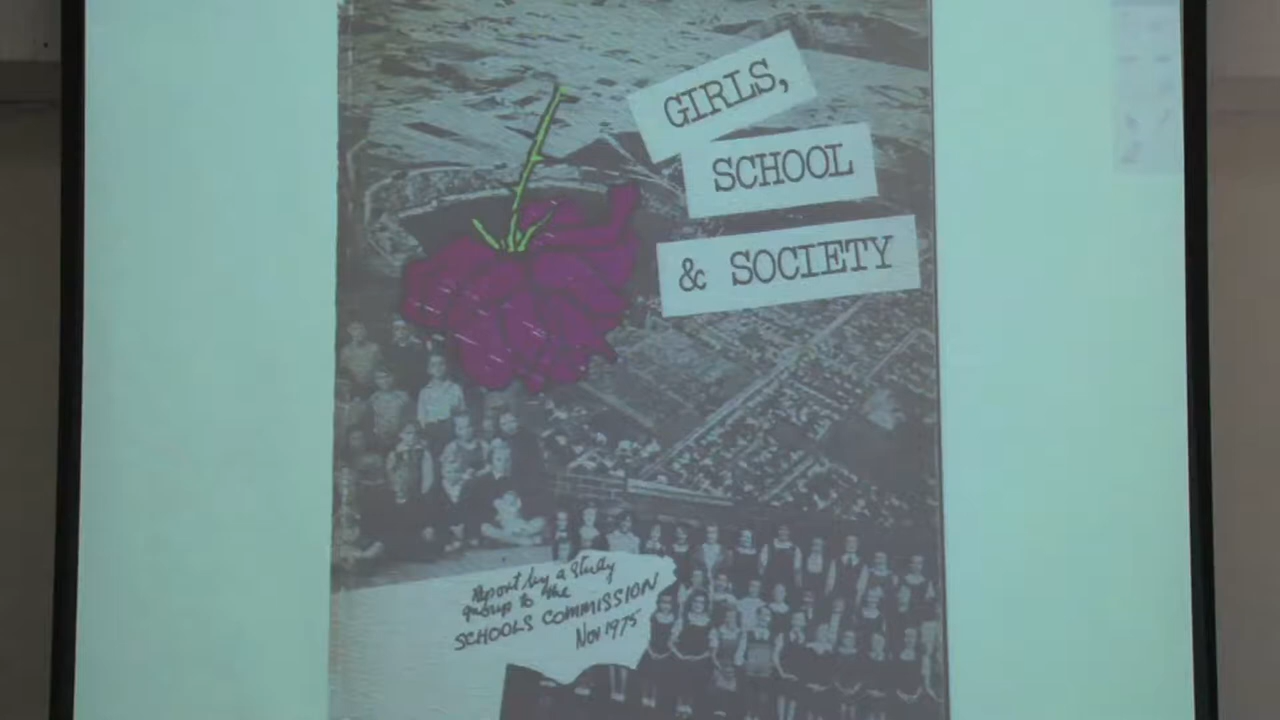 GIRLS,
SCHOOL
& SOCIETY
Report by a Study
group to the
SCHOOLS COMMISSION
Nov 1975